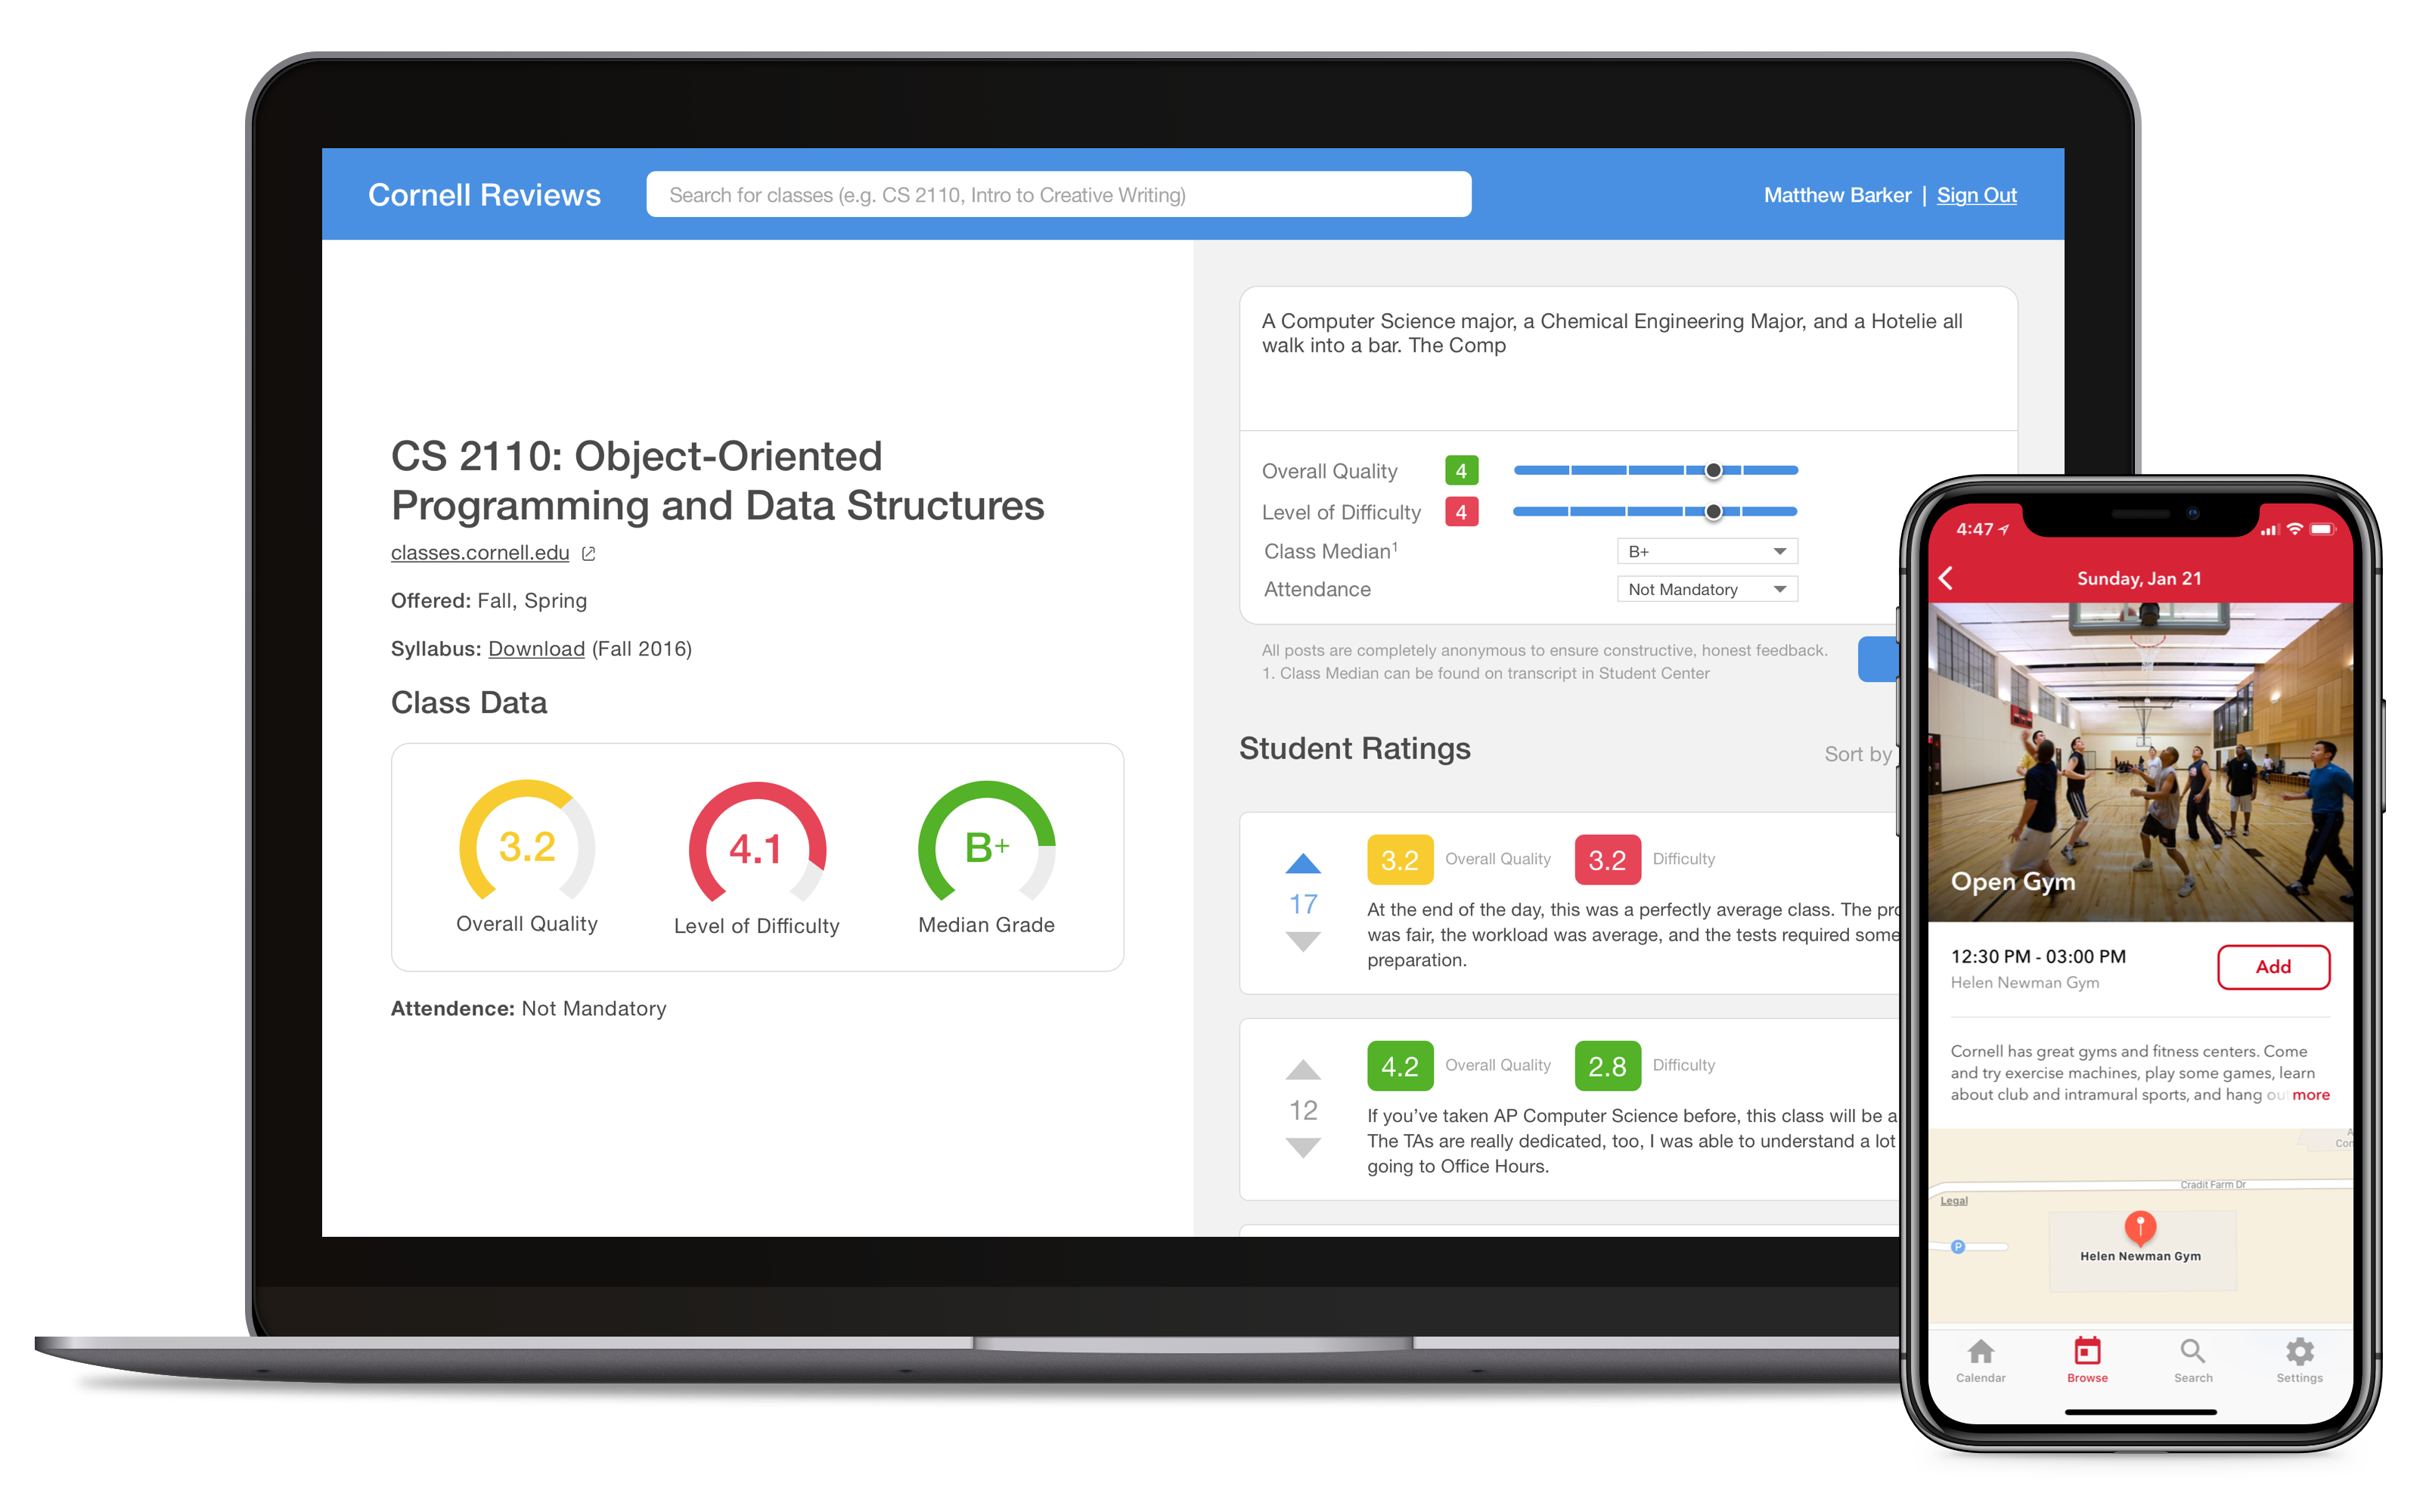 Cornell Reviews
Search for classes (e.g. CS 2110, Intro to Creative Writing)
Matthew Barker | Sign Out
CS 2110: Object-Oriented
Programming and Data Structures
classes.cornell.edu
Offered: Fall, Spring
Syllabus: Download (Fall 2016)
Class Data
3.2
4.1
B+
Overall Quality
Level of Difficulty
Median Grade
Attendence: Not Mandatory
A Computer Science major, a Chemical Engineering Major, and a Hotelie all
walk into a bar. The Comp
Overall Quality 4
Level of Difficulty 4
Class Median1 B+
Attendance Not Mandatory
All posts are completely anonymous to ensure constructive, honest feedback.
1. Class Median can be found on transcript in Student Center
Student Ratings
Sort by
17
3.2 Overall Quality 3.2 Difficulty
At the end of the day, this was a perfectly average class. The
was fair, the workload was average, and the tests required some
preparation.
12
4.2 Overall Quality 2.8 Difficulty
If you've taken AP Computer Science before, this class will be a
The TAs are really dedicated, too, I was able to understand a lot
going to Office Hours.
4:47
Sunday, Jan 21
Open Gym
12:30 PM - 03:00 PM
Helen Newman Gym
Add
Cornell has great gyms and fitness centers. Come
and try exercise machines, play some games, learn
about club and intramural sports, and hang out more
Cradit Farm Dr
Legal
P
Helen Newman Gym
Calendar
Browse
Search
Settings